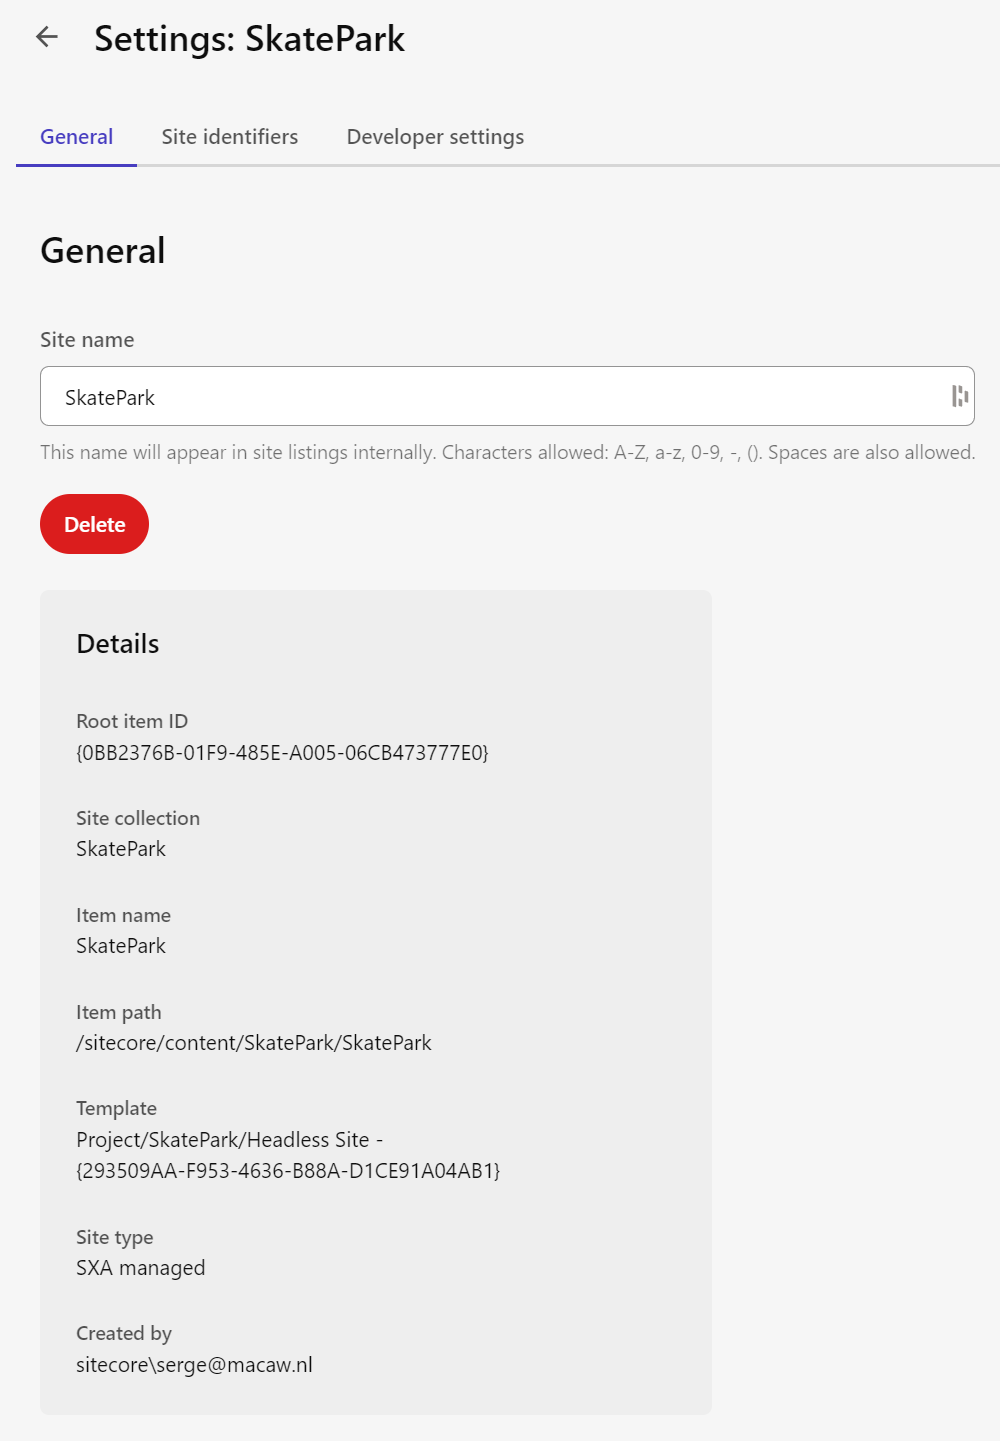 Settings: SkatePark
General Site identifiers Developer settings
General
Site name
SkatePark
This name will appear in site listings internally. Characters allowed: A-Z, a-z, 0-9, -, (). Spaces are also allowed.
Delete
Details
Root item ID
{0BB2376B-01F9-485E-A005-06CB473777E0}
Site collection
SkatePark
Item name
SkatePark
Item path
/sitecore/content/SkatePark/SkatePark
Template
Project/SkatePark/Headless Site -
{293509AA-F953-4636-B88A-D1CE91A04AB1}
Site type
SXA managed
Created by
sitecore\serge@macaw.nl